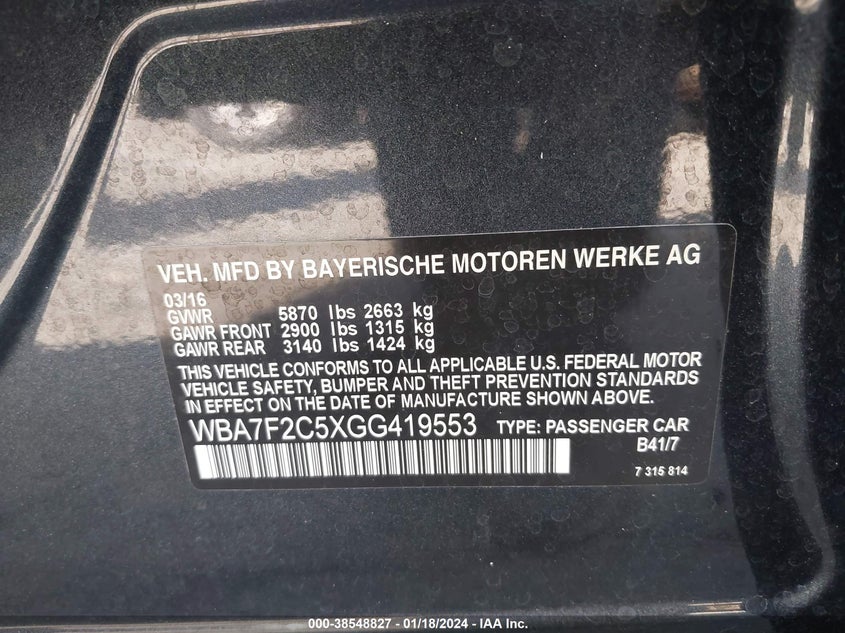 VEH. MFD BY BAYERISCHE MOTOREN WERKE AG
03/16
GVWR 5870 lbs 2663 kg
GAWR FRONT 2900 lbs 1315 kg
GAWR REAR 3140 lbs 1424 kg
THIS VEHICLE CONFORMS TO ALL APPLICABLE U.S. FEDERAL MOTOR
VEHICLE SAFETY, BUMPER AND THEFT PREVENTION STANDARDS
IN EFFECT ON THE DATE OF MANUFACTURE SHOWN ABOVE.
WBA7F2C5XGG419553 TYPE: PASSENGER CAR
B41/7
7 315 814
000-38548827 - 01/18/2024 - IAA Inc.